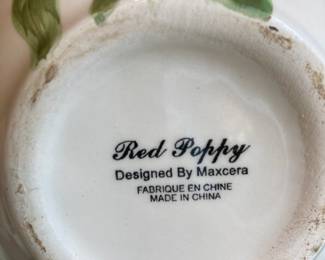 Red Poppy
Designed By Maxcera
FABRIQUE EN CHINE
MADE IN CHINA